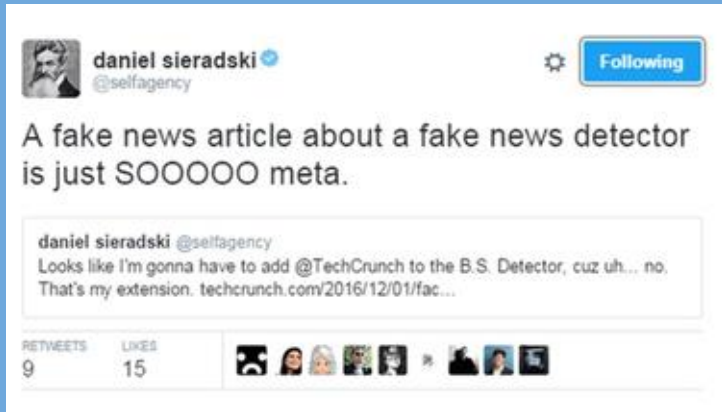 daniel sieradski
@selfagency
Following
A fake news article about a fake news detector
is just SOOOOO meta.
daniel sieradski @selfagency
Looks like I'm gonna have to add @TechCrunch to the B.S. Detector, cuz uh... no.
That's my extension. techcrunch.com/2016/12/01/fac...
RETWEETS LIKES
9 15